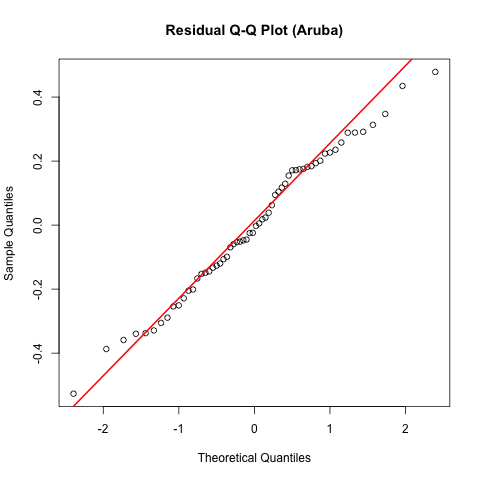 Residual Q-Q Plot (Aruba)
Sample Quantiles
0.4
0.2
0.0
-0.2
-0.4
-2 -1 0 1 2
Theoretical Quantiles